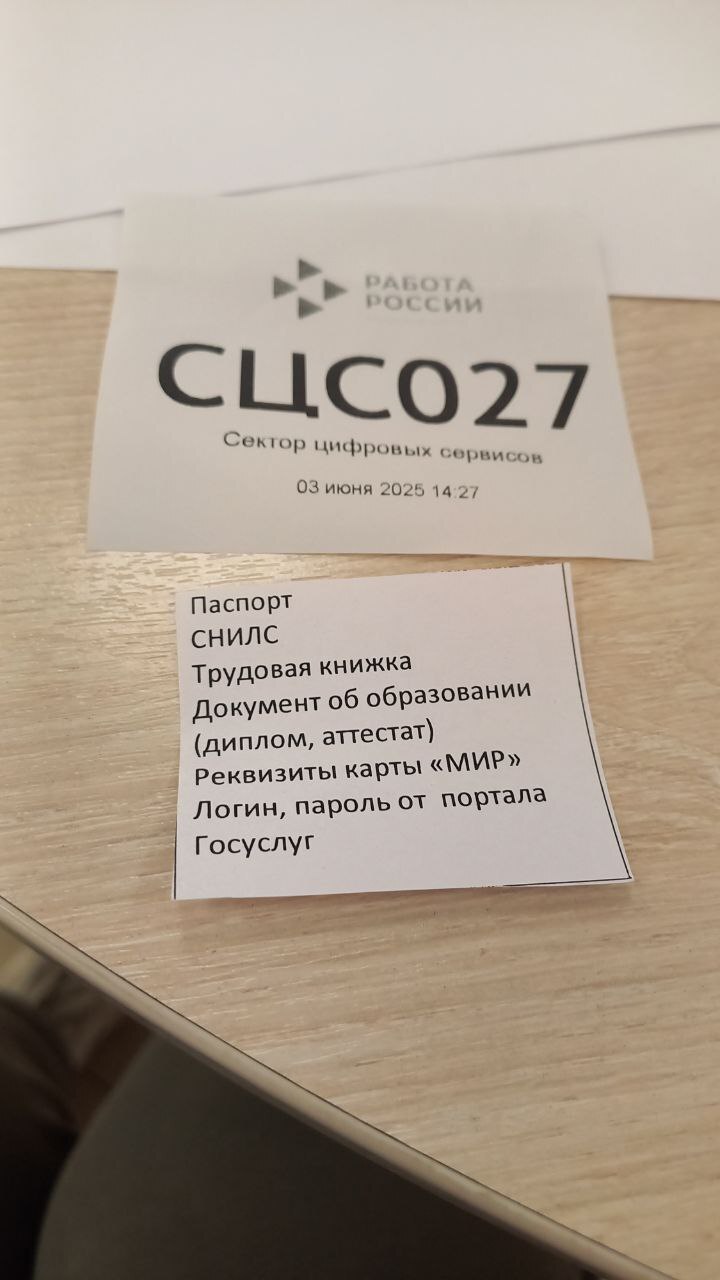 РАБОТА
РОССИИ
СЦС027
Сектор цифровых сервисов
03 июня 2025 14:27
Паспорт
СНИЛС
Трудовая книжка
Документ об образовании
(диплом, аттестат)
Реквизиты карты «МИР»
Логин, пароль от портала
Госуслуг